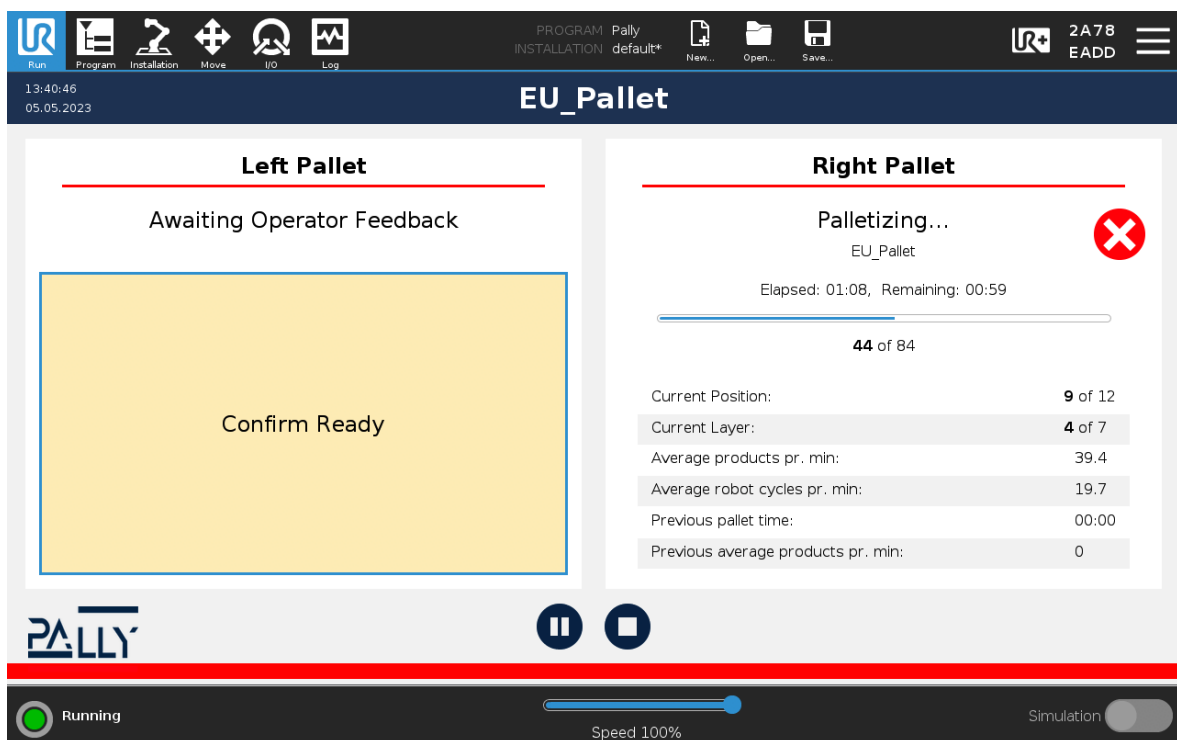 UR
Run
Program
Installation
Move
I/O
Log
PROGRAM Pally
INSTALLATION default*
New...
Open...
Save...
UR+
2A78
EADD
13:40:46
05.05.2023
EU_Pallet
Left Pallet
Awaiting Operator Feedback
Confirm Ready
Right Pallet
Palletizing...
EU_Pallet
Elapsed: 01:08, Remaining: 00:59
44 of 84
Current Position: 9 of 12
Current Layer: 4 of 7
Average products pr. min: 39.4
Average robot cycles pr. min: 19.7
Previous pallet time: 00:00
Previous average products pr. min: 0
PALLY
Running
Speed 100%
Simulation